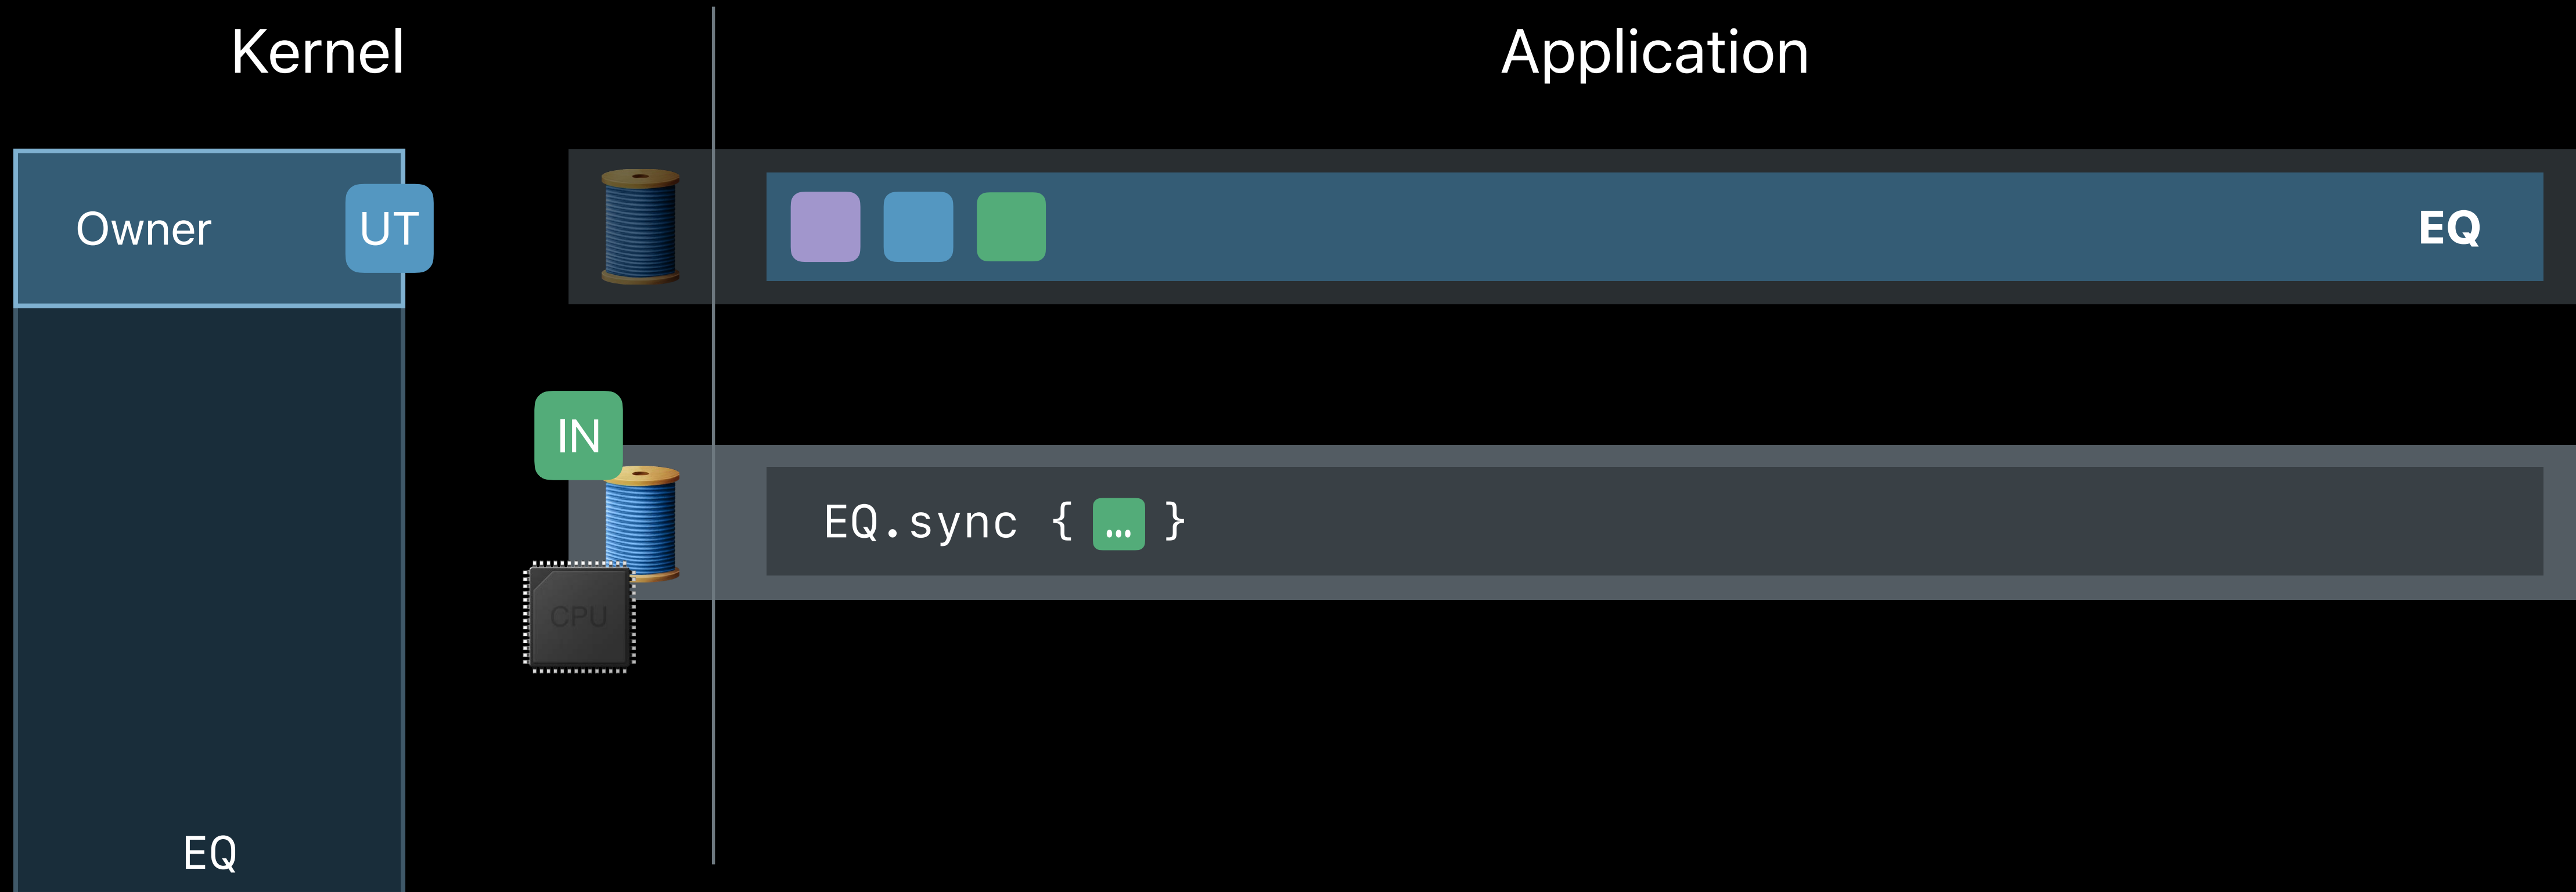 Kernel
Application
Owner
UT
EQ
IN
EQ.sync { … }
CPU
EQ